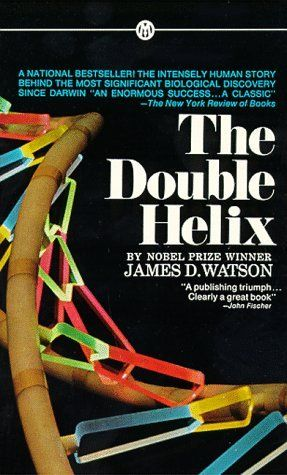 A NATIONAL BESTSELLER! THE INTENSELY HUMAN STORY
BEHIND THE MOST SIGNIFICANT BIOLOGICAL DISCOVERY
SINCE DARWIN "AN ENORMOUS SUCCESS...A CLASSIC"
—The New York Review of Books
The
Double
Helix
BY NOBEL PRIZE WINNER
JAMES D. WATSON
"A publishing triumph...
Clearly a great book"
—John Fischer